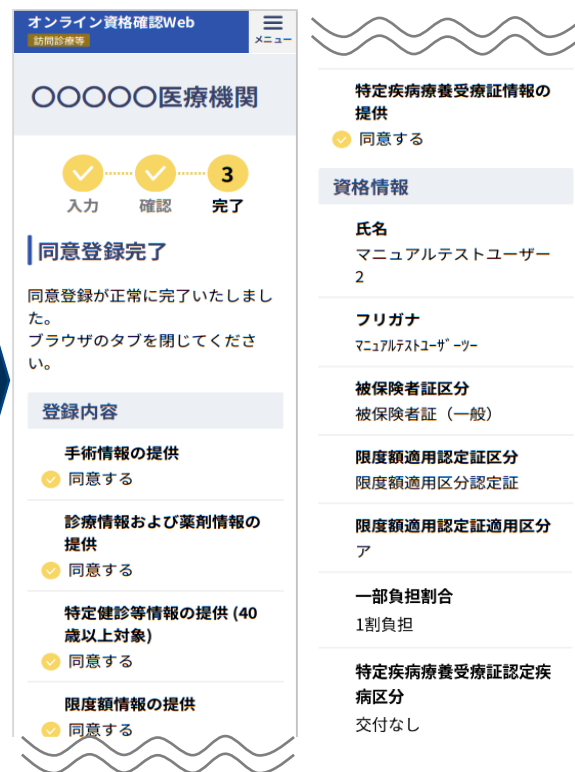 オンライン資格確認Web
訪問診療等
メニュー
〇〇〇〇〇医療機関
3
入力
確認
完了
同意登録完了
同意登録が正常に完了いたしまし
た。
ブラウザのタブを閉じてくださ
い。
登録内容
手術情報の提供
同意する
診療情報および薬剤情報の
提供
同意する
特定健診等情報の提供 (40
歳以上対象)
同意する
限度額情報の提供
同意する
特定疾病療養受療証情報の
提供
同意する
資格情報
氏名
マニュアルテストユーザー
2
フリガナ
ﾏﾆｭｱﾙﾃｽﾄﾕｰｻﾞｰﾂｰ
被保険者証区分
被保険者証（一般）
限度額適用認定証区分
限度額適用区分認定証
限度額適用認定証適用区分
ア
一部負担割合
1割負担
特定疾病療養受療証認定疾
病区分
交付なし